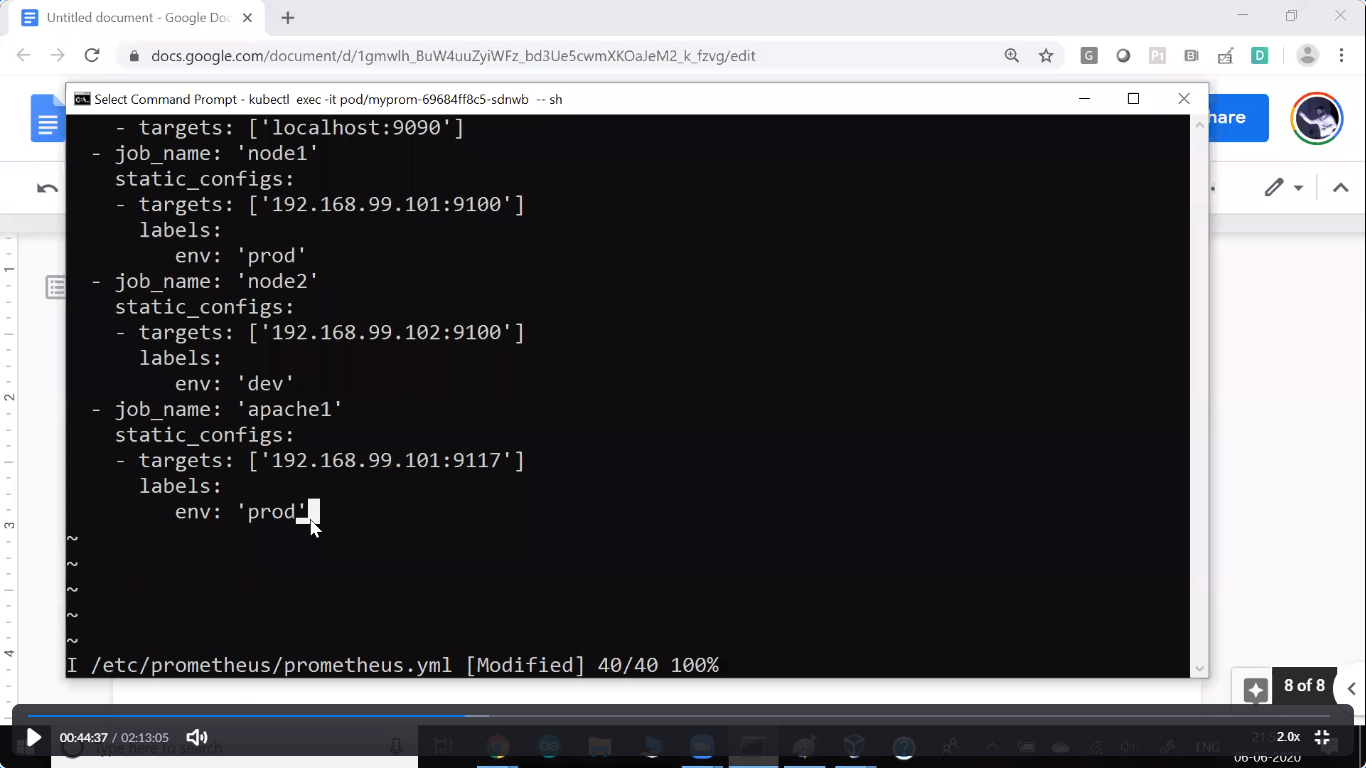 Untitled document - Google Doc
docs.google.com/document/d/1gmwlh_BuW4uuZyiWFz_bd3Ue5cwmXKOaJeM2_k_fzvg/edit
Select Command Prompt - kubectl exec -it pod/myprom-69684ff8c5-sdnwb -- sh
hare
- targets: ['localhost:9090']
- job_name: 'node1'
static_configs:
- targets: ['192.168.99.101:9100']
labels:
env: 'prod'
- job_name: 'node2'
static_configs:
- targets: ['192.168.99.102:9100']
labels:
env: 'dev'
- job_name: 'apache1'
static_configs:
- targets: ['192.168.99.101:9117']
labels:
env: 'prod'
~
~
~
~
~
I /etc/prometheus/prometheus.yml [Modified] 40/40 100%
1
2
3
4
8 of 8
00:44:37 / 02:13:05
Type here to search
ENG
2.0x
06-06-2020